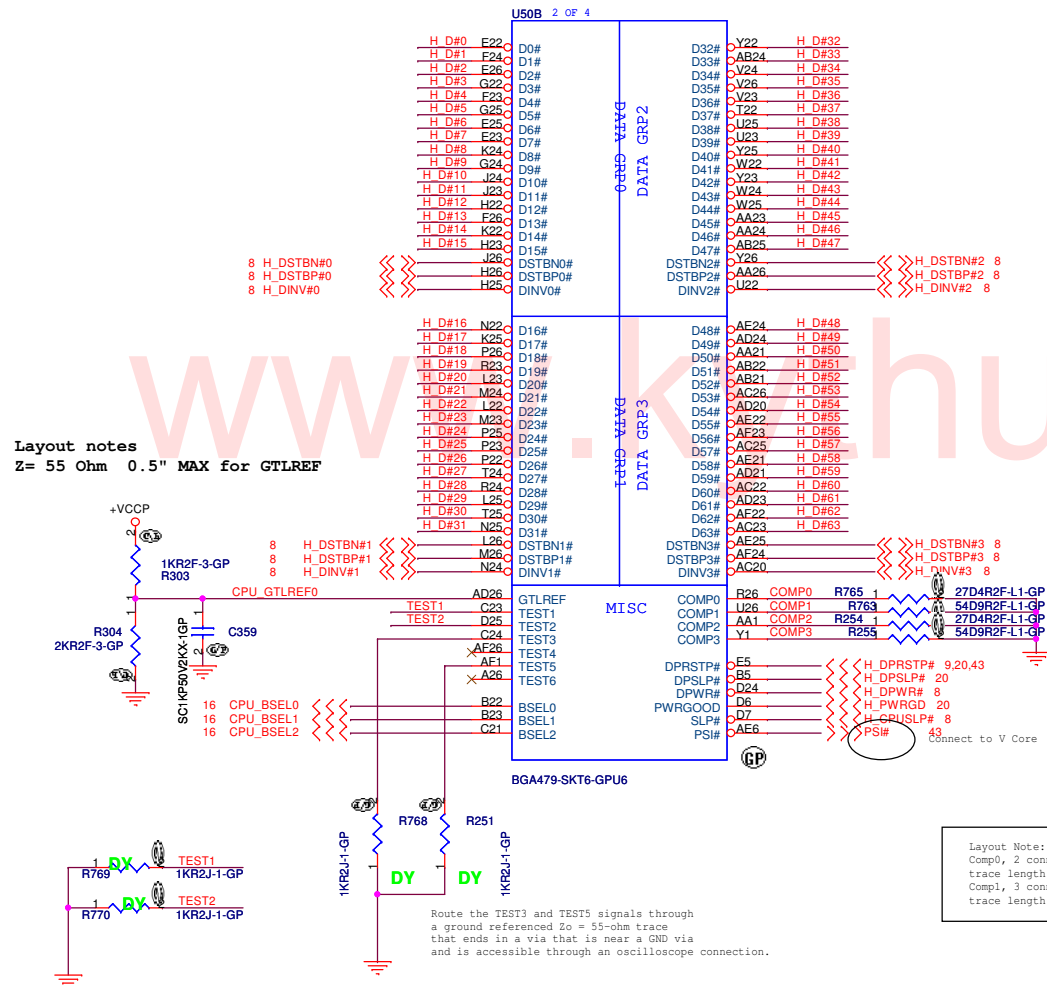 U50B 2 OF 4
H_D#0 E22 D0# D32# Y22 H_D#32
H_D#1 F24 D1# D33# AB24 H_D#33
H_D#2 E26 D2# D34# V24 H_D#34
H_D#3 G22 D3# D35# V26 H_D#35
H_D#4 F23 D4# D36# V23 H_D#36
H_D#5 G25 D5# D37# T22 H_D#37
H_D#6 E25 D6# D38# U25 H_D#38
H_D#7 E23 D7# D39# U23 H_D#39
H_D#8 K24 D8# D40# Y25 H_D#40
H_D#9 G24 D9# D41# W22 H_D#41
H_D#10 J24 D10# D42# Y23 H_D#42
H_D#11 J23 D11# D43# W24 H_D#43
H_D#12 H22 D12# D44# W25 H_D#44
H_D#13 F26 D13# D45# AA23 H_D#45
H_D#14 K22 D14# D46# AA24 H_D#46
H_D#15 H23 D15# D47# AB25 H_D#47
8 H_DSTBN#0 J26 DSTBN0# DSTBN2# Y26 H_DSTBN#2 8
8 H_DSTBP#0 H26 DSTBP0# DSTBP2# AA26 H_DSTBP#2 8
8 H_DINV#0 H25 DINV0# DINV2# U22 H_DINV#2 8
DATA GRP0
DATA GRP2
H_D#16 N22 D16# D48# AE24 H_D#48
H_D#17 K25 D17# D49# AD24 H_D#49
H_D#18 P26 D18# D50# AA21 H_D#50
H_D#19 R23 D19# D51# AB22 H_D#51
H_D#20 L23 D20# D52# AB21 H_D#52
H_D#21 M24 D21# D53# AC26 H_D#53
H_D#22 L22 D22# D54# AD20 H_D#54
H_D#23 M23 D23# D55# AE22 H_D#55
H_D#24 P25 D24# D56# AF23 H_D#56
H_D#25 P23 D25# D57# AC25 H_D#57
H_D#26 P22 D26# D58# AE21 H_D#58
H_D#27 T24 D27# D59# AD21 H_D#59
H_D#28 R24 D28# D60# AC22 H_D#60
H_D#29 L25 D29# D61# AD23 H_D#61
H_D#30 T25 D30# D62# AF22 H_D#62
H_D#31 N25 D31# D63# AC23 H_D#63
8 H_DSTBN#1 L26 DSTBN1# DSTBN3# AE25 H_DSTBN#3 8
8 H_DSTBP#1 M26 DSTBP1# DSTBP3# AF24 H_DSTBP#3 8
8 H_DINV#1 N24 DINV1# DINV3# AC20 H_DINV#3 8
DATA GRP1
DATA GRP3
www.kythu
Layout notes
Z= 55 Ohm 0.5" MAX for GTLREF
+VCCP
2
1KR2F-3-GP
R303
1
CPU_GTLREF0 AD26 GTLREF
MISC
TEST1 C23 TEST1
TEST2 D25 TEST2
C24 TEST3
AF26 TEST4
AF1 TEST5
A26 TEST6
1
R304
2KR2F-3-GP
2
1
C359
2
SC1KP50V2KX-1GP
COMP0 R26 COMP0 R765 1 27D4R2F-L1-GP
COMP1 U26 COMP1 R763 1 54D9R2F-L1-GP
COMP2 AA1 COMP2 R254 1 27D4R2F-L1-GP
COMP3 Y1 COMP3 R255 1 54D9R2F-L1-GP
DPRSTP# E5 H_DPRSTP# 9,20,43
DPSLP# B5 H_DPSLP# 20
DPWR# D24 H_DPWR# 8
PWRGOOD D6 H_PWRGD 20
SLP# D7 H_CPUSLP# 8
PSI# AE6 PSI# 43
Connect to V Core
16 CPU_BSEL0 B22 BSEL0
16 CPU_BSEL1 B23 BSEL1
16 CPU_BSEL2 C21 BSEL2
GP
BGA479-SKT6-GPU6
R768
1KR2J-1-GP
1
DY
R251
1KR2J-1-GP
1
DY
1 DY TEST1
R769 1KR2J-1-GP
1 DY TEST2
R770 1KR2J-1-GP
Route the TEST3 and TEST5 signals through
a ground referenced Zo = 55-ohm trace
that ends in a via that is near a GND via
and is accessible through an oscilloscope connection.
Layout Note:
Comp0, 2 conn
trace length
Comp1, 3 conn
trace length